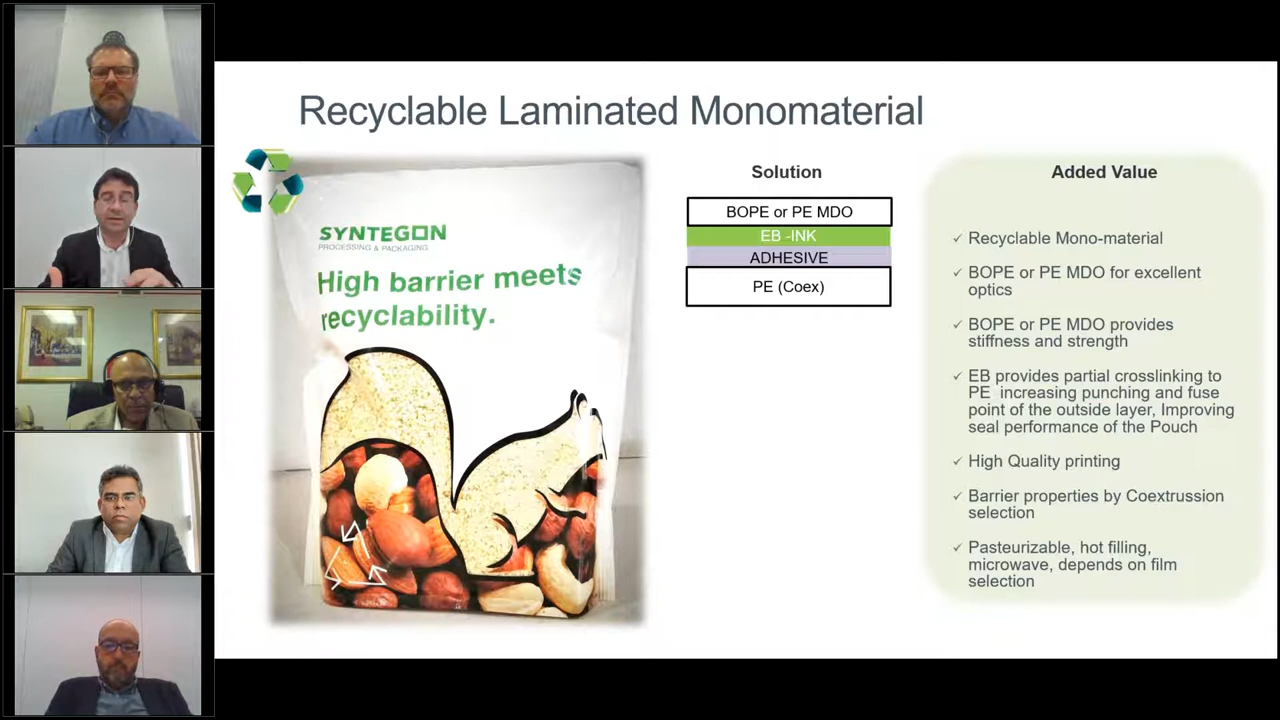 Recyclable Laminated Monomaterial
SYNTEGON
PROCESSING & PACKAGING
High barrier meets
recyclability.
Solution
BOPE or PE MDO
EB -INK
ADHESIVE
PE (Coex)
Added Value
✓ Recyclable Mono-material
✓ BOPE or PE MDO for excellent
optics
✓ BOPE or PE MDO provides
stiffness and strength
✓ EB provides partial crosslinking to
PE increasing punching and fuse
point of the outside layer, Improving
seal performance of the Pouch
✓ High Quality printing
✓ Barrier properties by Coextrussion
selection
✓ Pasteurizable, hot filling,
microwave, depends on film
selection